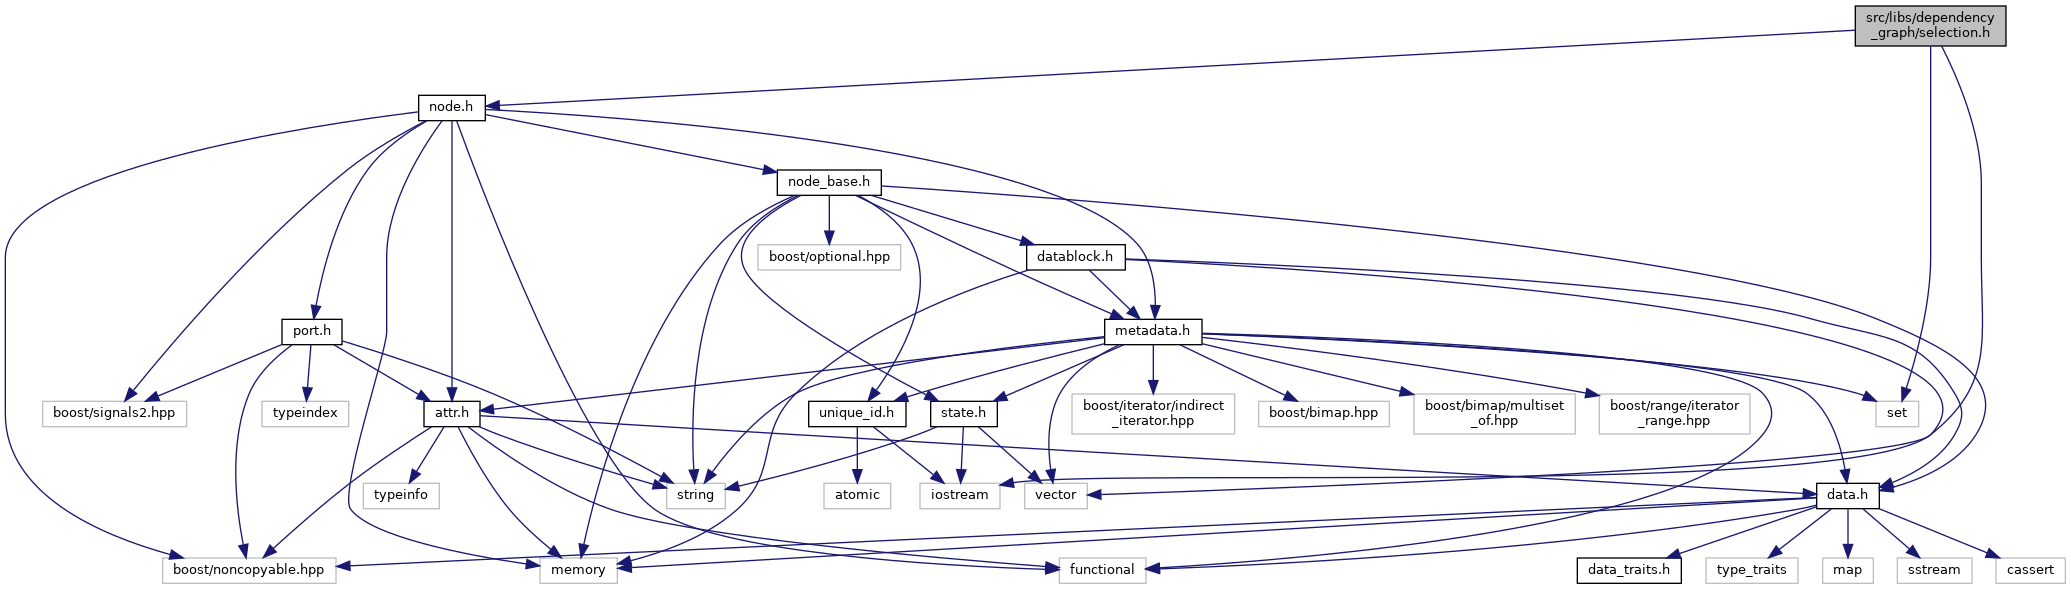 src/libs/dependency
_graph/selection.h
node.h
node_base.h
boost/optional.hpp
datablock.h
port.h
metadata.h
boost/signals2.hpp
typeindex
attr.h
unique_id.h
state.h
boost/iterator/indirect
_iterator.hpp
boost/bimap.hpp
boost/bimap/multiset
_of.hpp
boost/range/iterator
_range.hpp
set
typeinfo
string
atomic
iostream
vector
data.h
boost/noncopyable.hpp
memory
functional
data_traits.h
type_traits
map
sstream
cassert